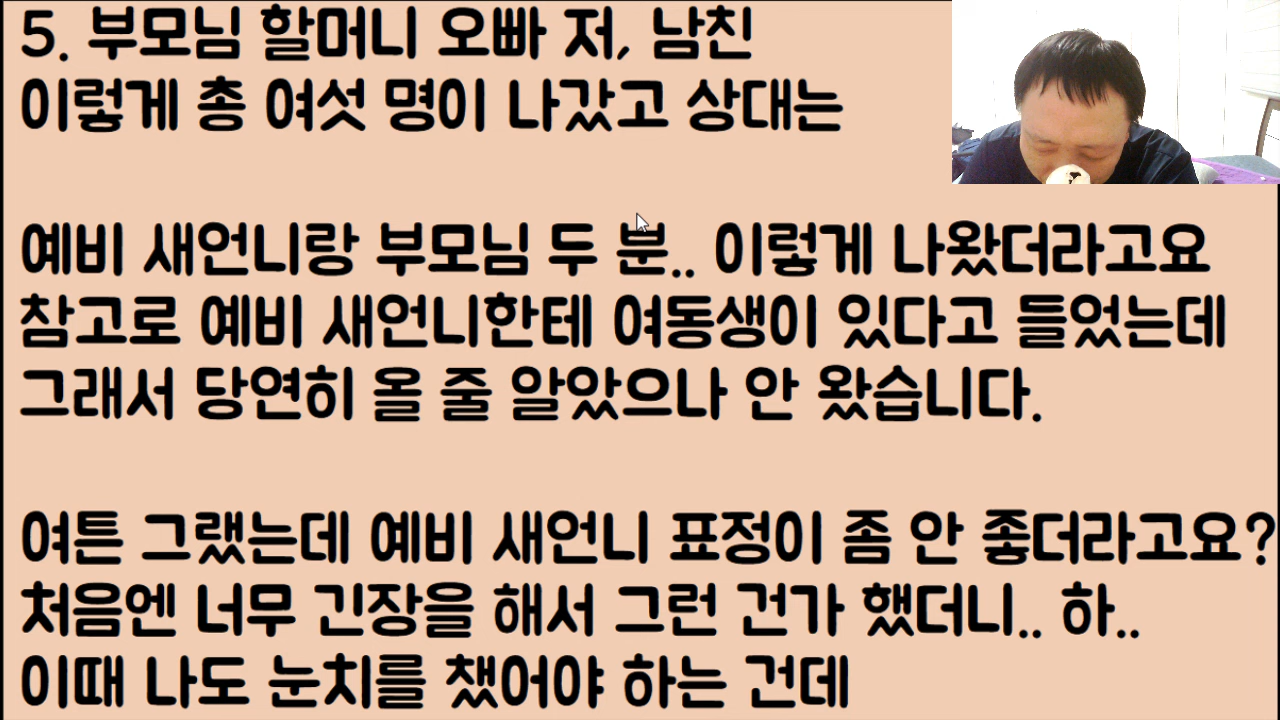 5. 부모님 할머니 오빠 저, 남친
이렇게 총 여섯 명이 나갔고 상대는
예비 새언니랑 부모님 두 분.. 이렇게 나왔더라고요
참고로 예비 새언니한테 여동생이 있다고 들었는데
그래서 당연히 올 줄 알았으나 안 왔습니다.
여튼 그랬는데 예비 새언니 표정이 좀 안 좋더라고요?
처음엔 너무 긴장을 해서 그런 건가 했더니.. 하..
이때 나도 눈치를 챘어야 하는 건데